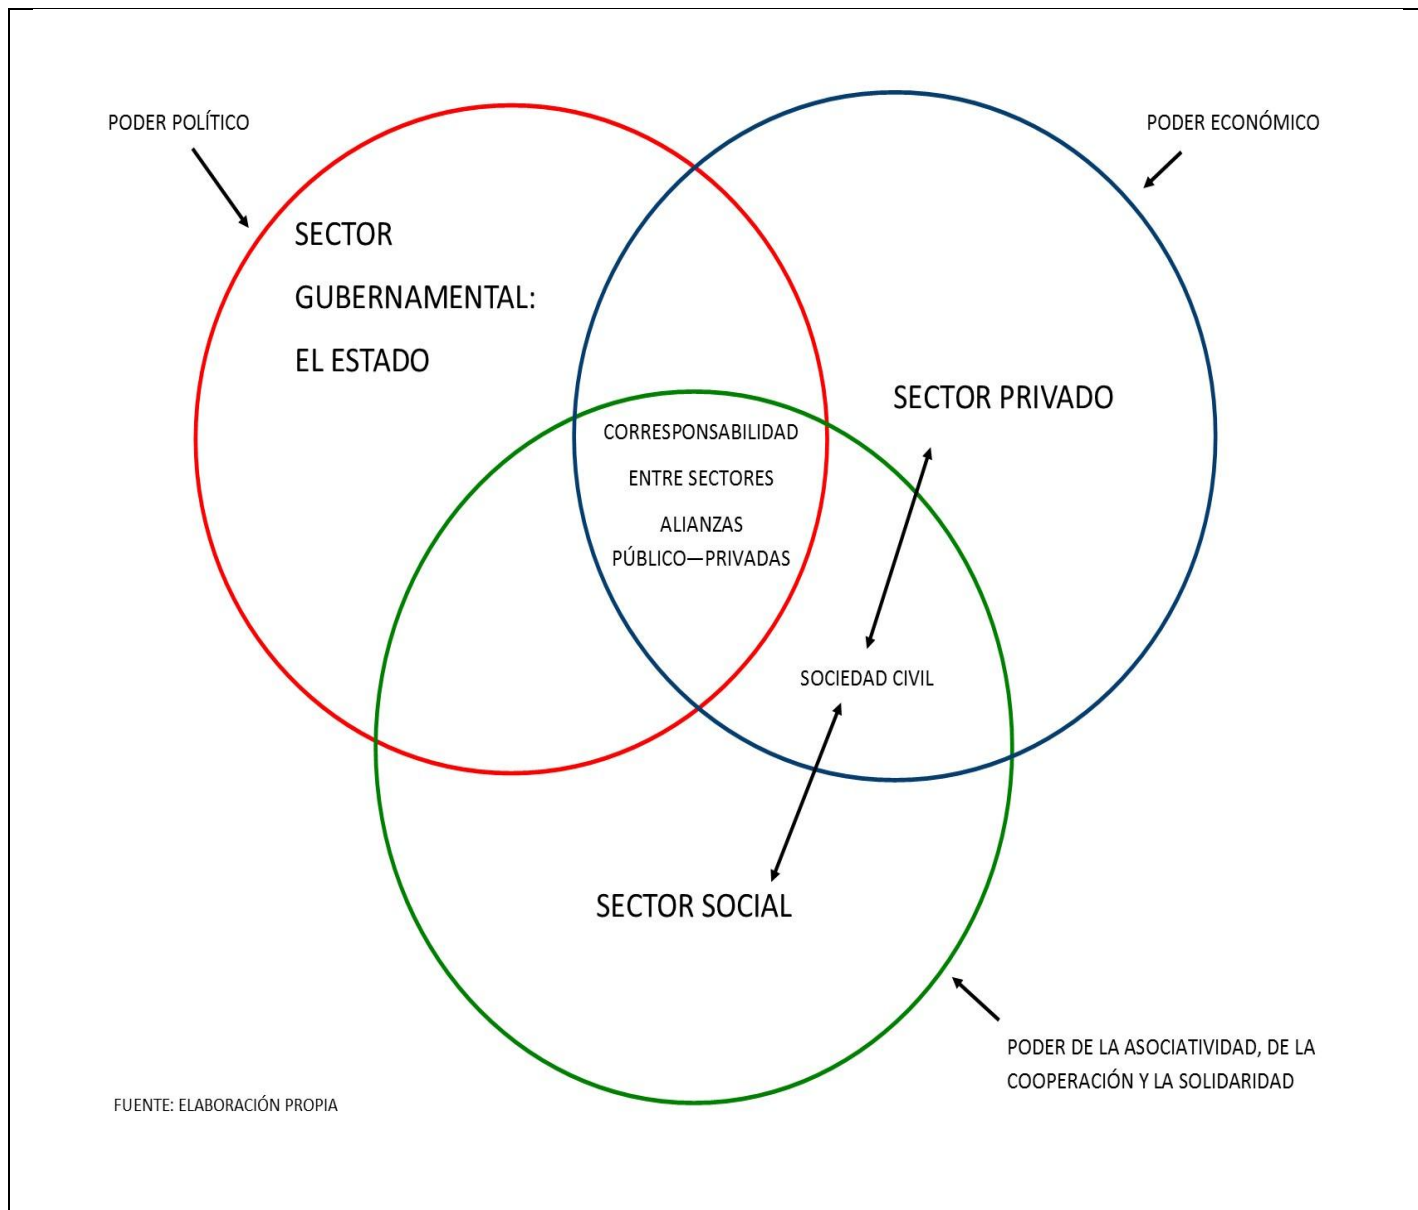 PODER POLÍTICO
PODER ECONÓMICO
SECTOR
GUBERNAMENTAL:
EL ESTADO
SECTOR PRIVADO
CORRESPONSABILIDAD
ENTRE SECTORES
ALIANZAS
PÚBLICO—PRIVADAS
SOCIEDAD CIVIL
SECTOR SOCIAL
PODER DE LA ASOCIATIVIDAD, DE LA
COOPERACIÓN Y LA SOLIDARIDAD
FUENTE: ELABORACIÓN PROPIA